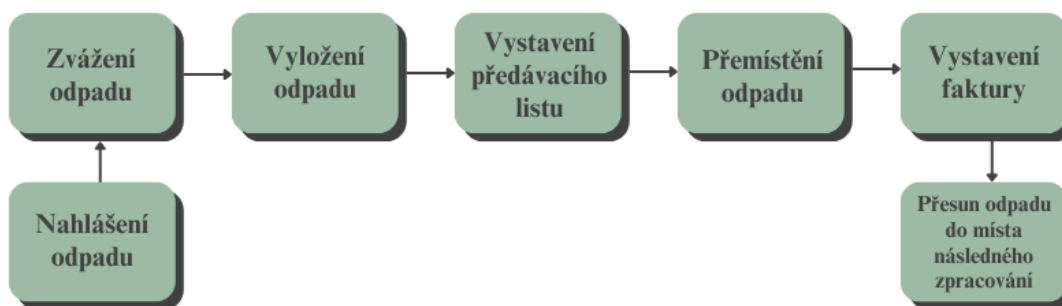 Zvážení
odpadu
Vyložení
odpadu
Vystavení
předávacího
listu
Přemístění
odpadu
Vystavení
faktury
Nahlášení
odpadu
Přesun odpadu
do místa
následného
zpracování